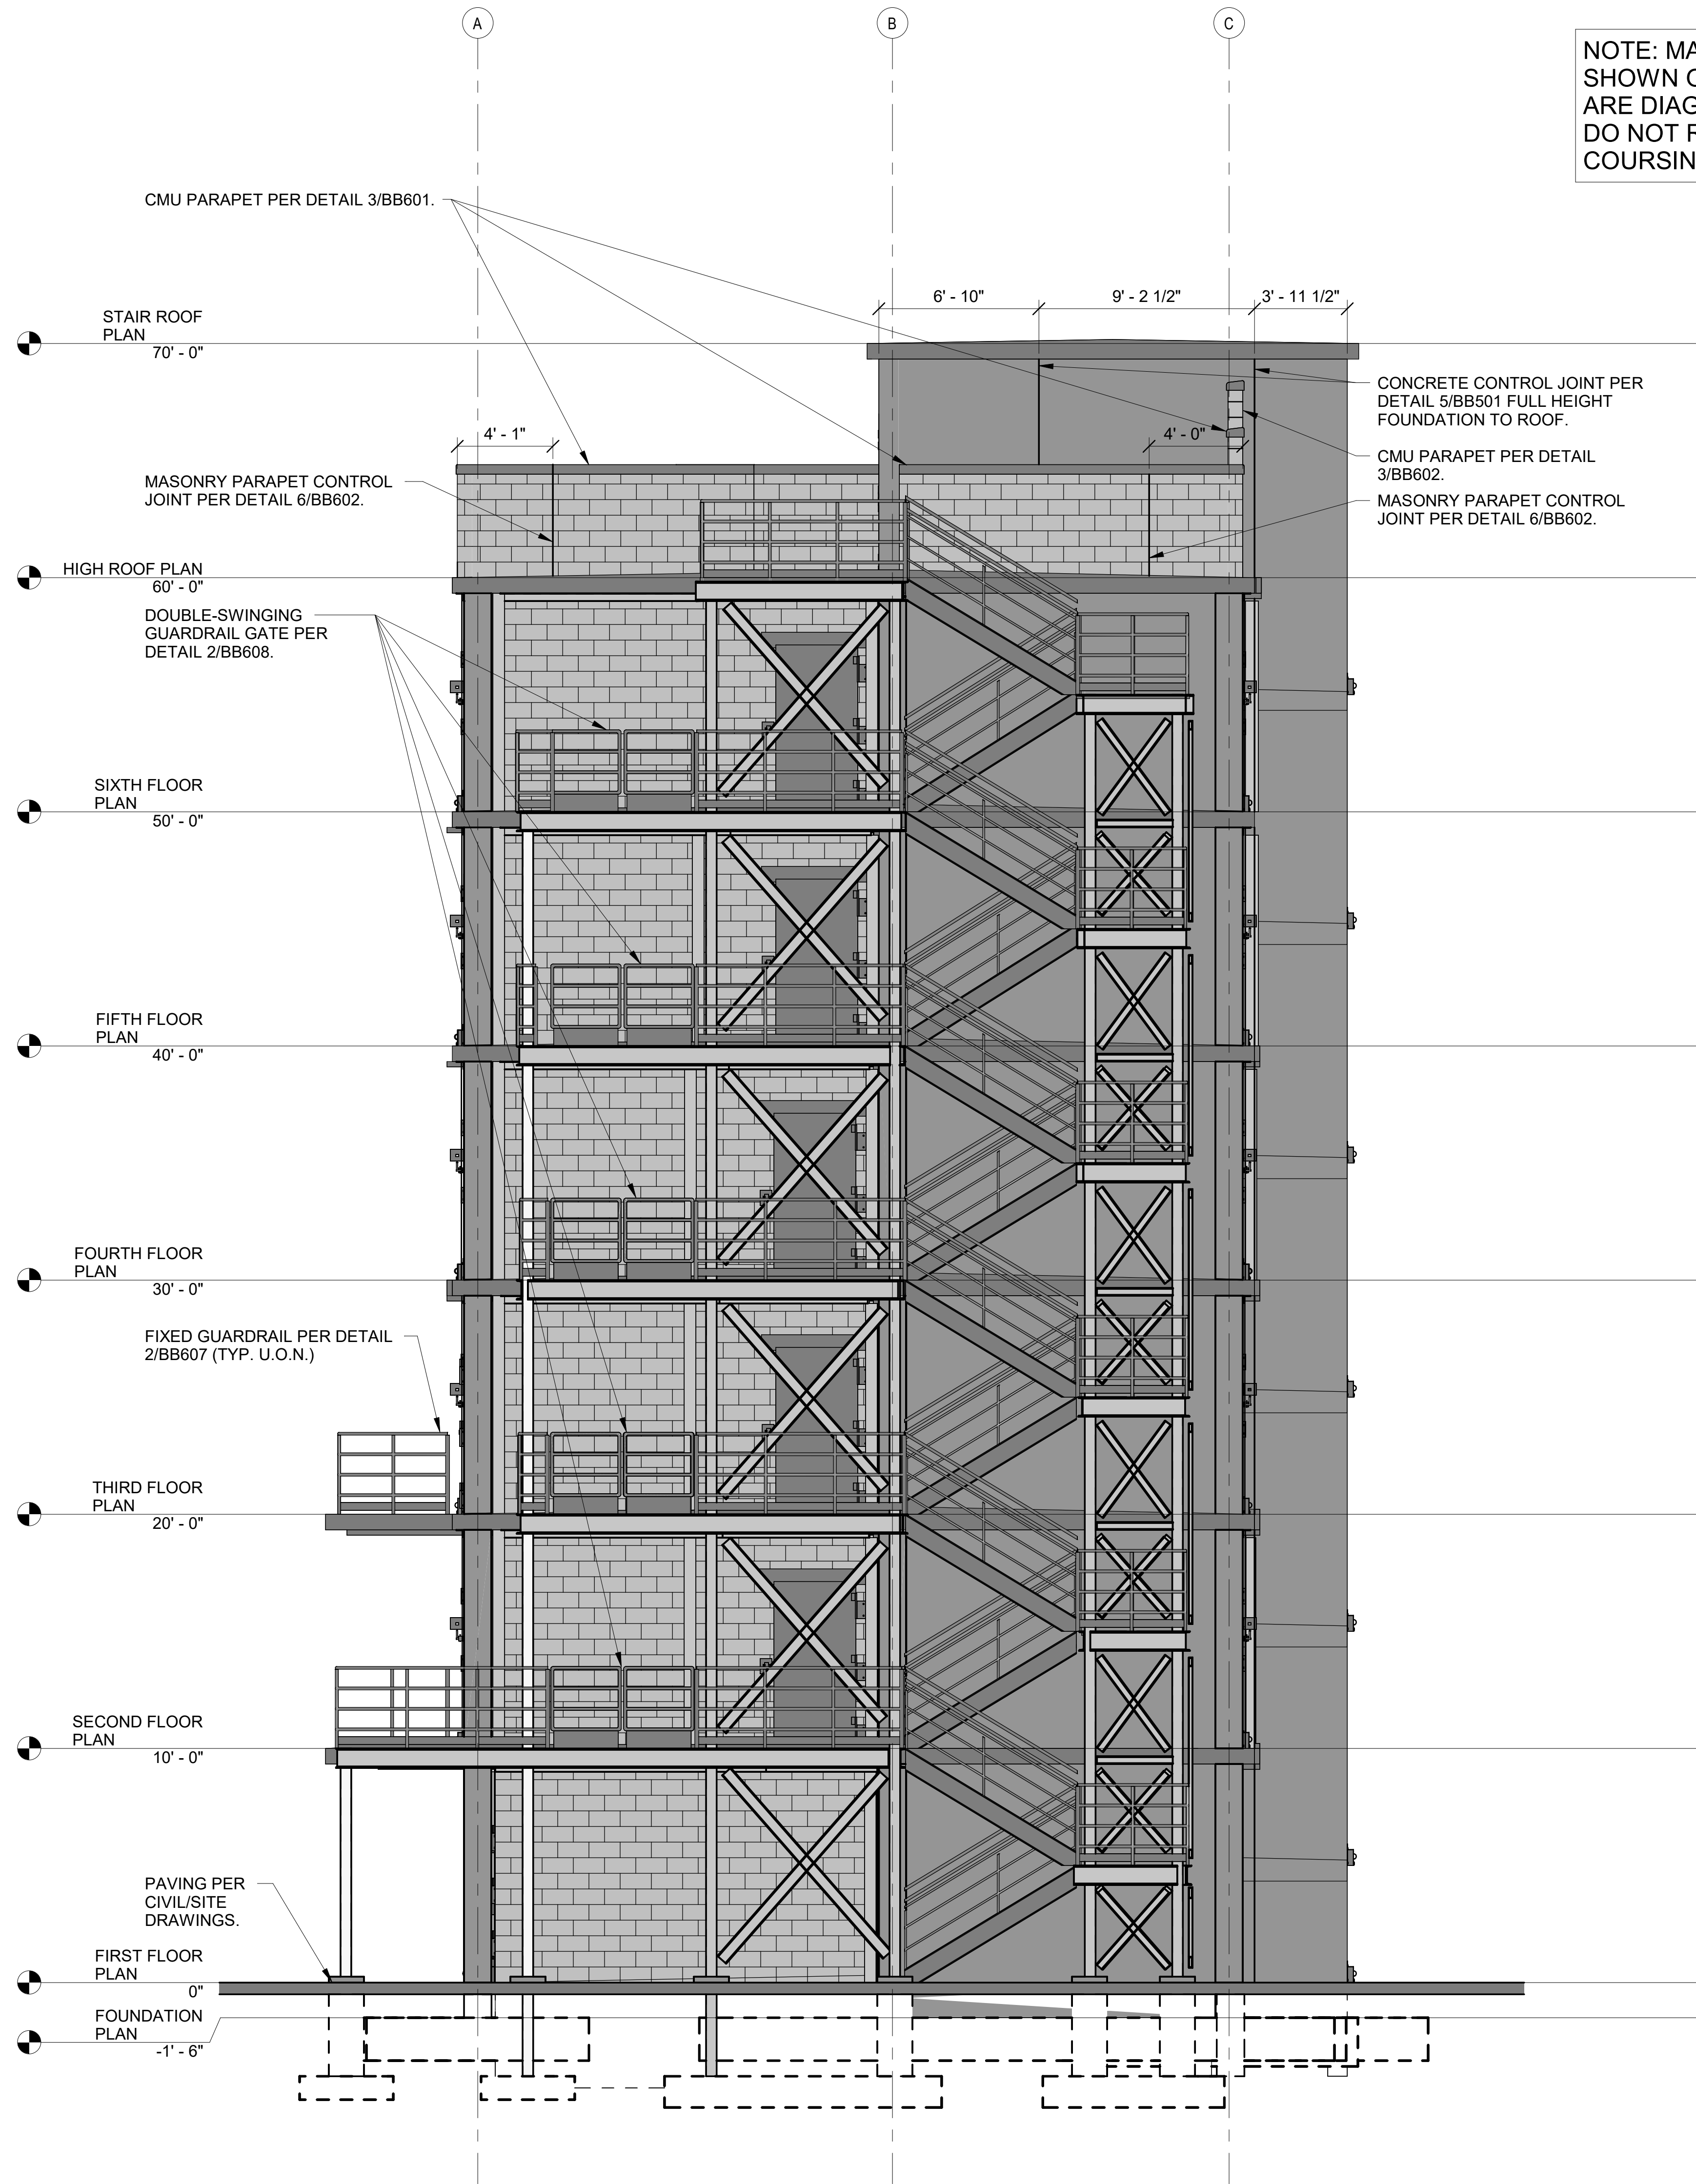 A
B
C
NOTE: MA
SHOWN O
ARE DIAG
DO NOT R
COURSIN
CMU PARAPET PER DETAIL 3/BB601.
6' - 10"
9' - 2 1/2"
3' - 11 1/2"
STAIR ROOF
PLAN
70' - 0"
CONCRETE CONTROL JOINT PER
DETAIL 5/BB501 FULL HEIGHT
FOUNDATION TO ROOF.
4' - 1"
4' - 0"
CMU PARAPET PER DETAIL
3/BB602.
MASONRY PARAPET CONTROL
JOINT PER DETAIL 6/BB602.
MASONRY PARAPET CONTROL
JOINT PER DETAIL 6/BB602.
HIGH ROOF PLAN
60' - 0"
DOUBLE-SWINGING
GUARDRAIL GATE PER
DETAIL 2/BB608.
SIXTH FLOOR
PLAN
50' - 0"
FIFTH FLOOR
PLAN
40' - 0"
FOURTH FLOOR
PLAN
30' - 0"
FIXED GUARDRAIL PER DETAIL
2/BB607 (TYP. U.O.N.)
THIRD FLOOR
PLAN
20' - 0"
SECOND FLOOR
PLAN
10' - 0"
PAVING PER
CIVIL/SITE
DRAWINGS.
FIRST FLOOR
PLAN
0"
FOUNDATION
PLAN
-1' - 6"